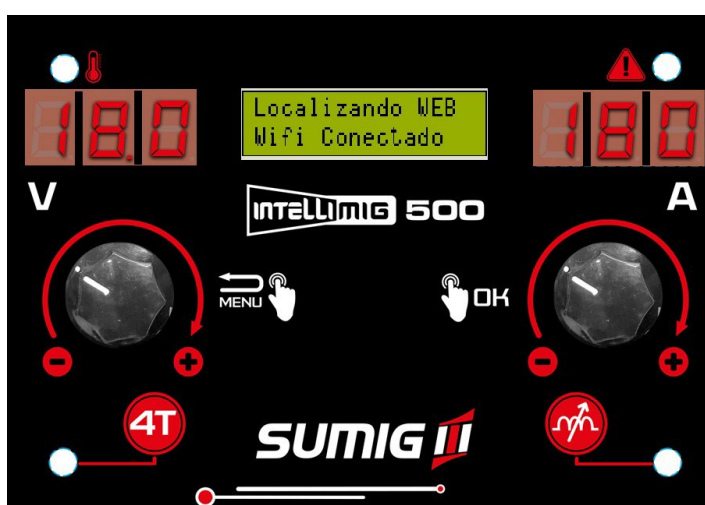 18.0
Localizando WEB
Wifi Conectado
180
V
A
INTELLIMIG 500
MENU
OK
4T
SUMIG